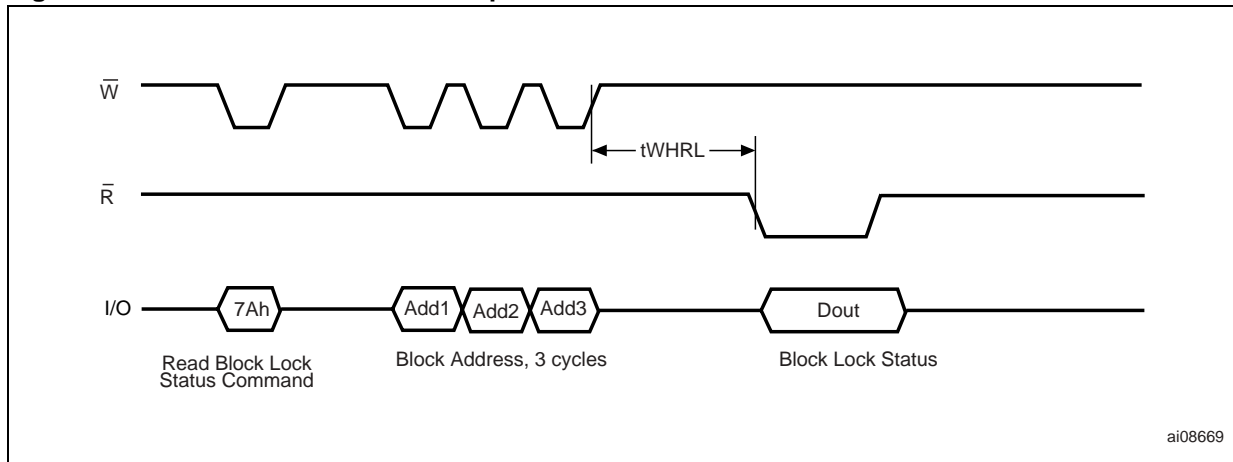 W̅
tWHRL
R̅
I/O
7Ah
Add1
Add2
Add3
Dout
Read Block Lock
Status Command
Block Address, 3 cycles
Block Lock Status
ai08669